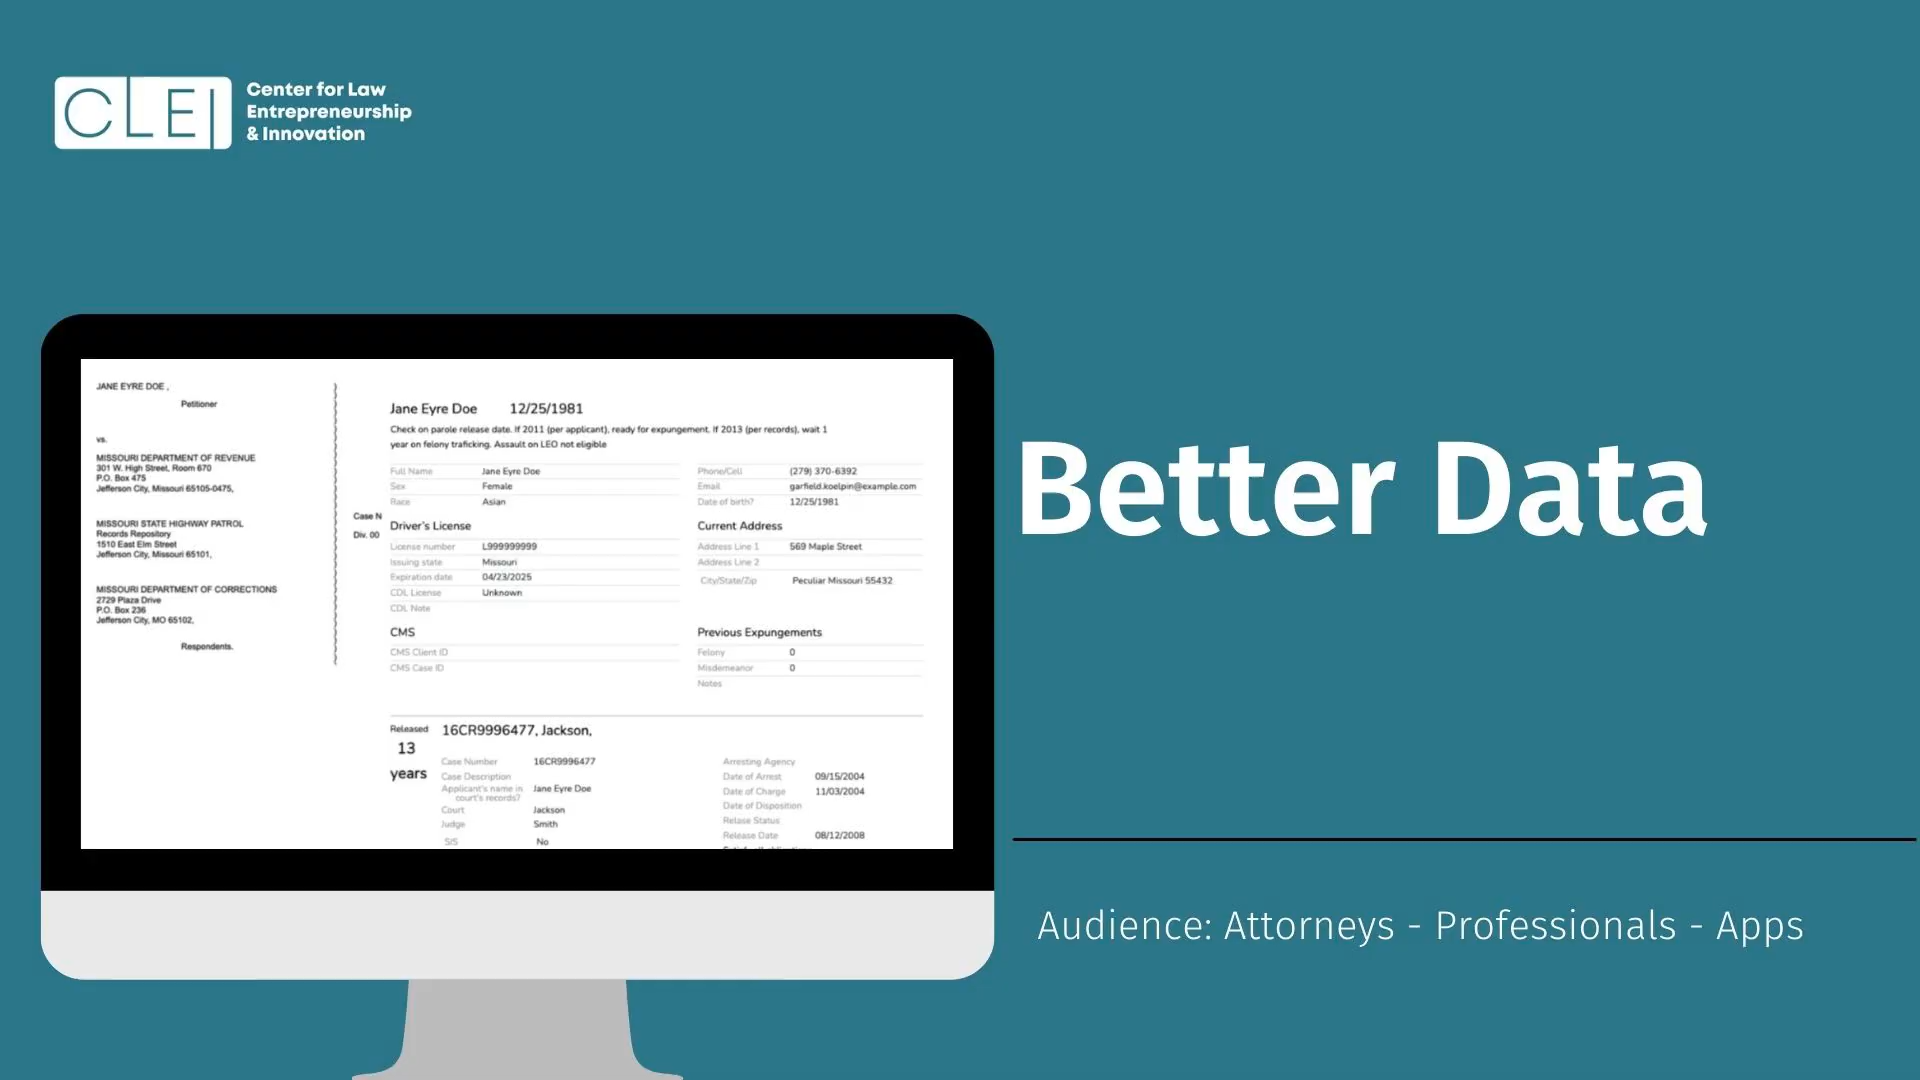 CLEI
Center for Law
Entrepreneurship
& Innovation
JANE EYRE DOE ,
Petitioner
vs.
MISSOURI DEPARTMENT OF REVENUE
301 W. High Street, Room 670
P.O. Box 475
Jefferson City, Missouri 65105-0475,
MISSOURI STATE HIGHWAY PATROL
Records Repository
1510 East Elm Street
Jefferson City, Missouri 65101,
MISSOURI DEPARTMENT OF CORRECTIONS
2729 Plaza Drive
P.O. Box 236
Jefferson City, MO 65102,
Respondents.
Case N
Div. 00
Jane Eyre Doe 12/25/1981
Check on parole release date. If 2011 (per applicant), ready for expungement. If 2013 (per records), wait 1
year on felony traficking. Assault on LEO not eligible
Full Name Jane Eyre Doe
Sex Female
Race Asian
Phone/Cell (279) 370-6392
Email garfield.koelpin@example.com
Date of birth? 12/25/1981
Driver's License
License number L999999999
Issuing state Missouri
Expiration date 04/23/2025
CDL License Unknown
CDL Note
Current Address
Address Line 1 569 Maple Street
Address Line 2
City/State/Zip Peculiar Missouri 55432
CMS
CMS Client ID
CMS Case ID
Previous Expungements
Felony 0
Misdemeanor 0
Notes
Released
13
years
16CR9996477, Jackson,
Case Number 16CR9996477
Case Description
Applicant's name in Jane Eyre Doe
court's records?
Court Jackson
Judge Smith
SIS No
Arresting Agency
Date of Arrest 09/15/2004
Date of Charge 11/03/2004
Date of Disposition
Relase Status
Release Date 08/12/2008
Better Data
Audience: Attorneys - Professionals - Apps